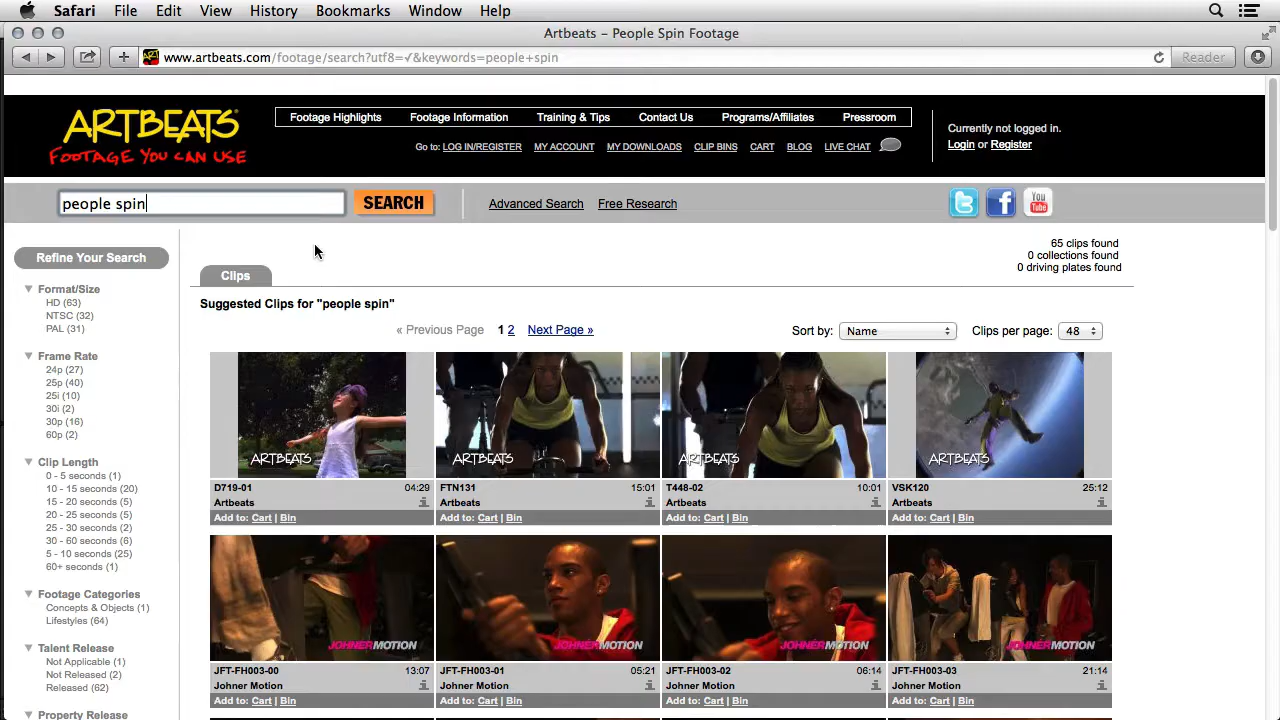 Safari File Edit View History Bookmarks Window Help
Artbeats – People Spin Footage
www.artbeats.com/footage/search?utf8=√&keywords=people+spin
Reader
ARTBEATS
FOOTAGE YOU CAN USE
Footage Highlights Footage Information Training & Tips Contact Us Programs/Affiliates Pressroom
Go to: LOG IN/REGISTER MY ACCOUNT MY DOWNLOADS CLIP BINS CART BLOG LIVE CHAT
Currently not logged in.
Login or Register
people spin SEARCH Advanced Search Free Research
You Tube
65 clips found
0 collections found
0 driving plates found
Refine Your Search
Format/Size
HD (63)
NTSC (32)
PAL (31)
Frame Rate
24p (27)
25p (40)
25i (10)
30i (2)
30p (16)
60p (2)
Clip Length
0 - 5 seconds (1)
10 - 15 seconds (20)
15 - 20 seconds (5)
20 - 25 seconds (5)
25 - 30 seconds (2)
30 - 60 seconds (6)
5 - 10 seconds (25)
60+ seconds (1)
Footage Categories
Concepts & Objects (1)
Lifestyles (64)
Talent Release
Not Applicable (1)
Not Released (2)
Released (62)
Property Release
Clips
Suggested Clips for "people spin"
« Previous Page 1 2 Next Page »
Sort by: Name Clips per page: 48
ARTBEATS ARTBEATS ARTBEATS ARTBEATS
D719-01 04:29 FTN131 15:01 T448-02 10:01 VSK120 25:12
Artbeats Artbeats Artbeats Artbeats
Add to: Cart | Bin Add to: Cart | Bin Add to: Cart | Bin Add to: Cart | Bin
JOHNERMOTION JOHNERMOTION JOHNERMOTION JOHNERMOTION
JFT-FH003-00 13:07 JFT-FH003-01 05:21 JFT-FH003-02 06:14 JFT-FH003-03 21:14
Johner Motion Johner Motion Johner Motion Johner Motion
Add to: Cart | Bin Add to: Cart | Bin Add to: Cart | Bin Add to: Cart | Bin